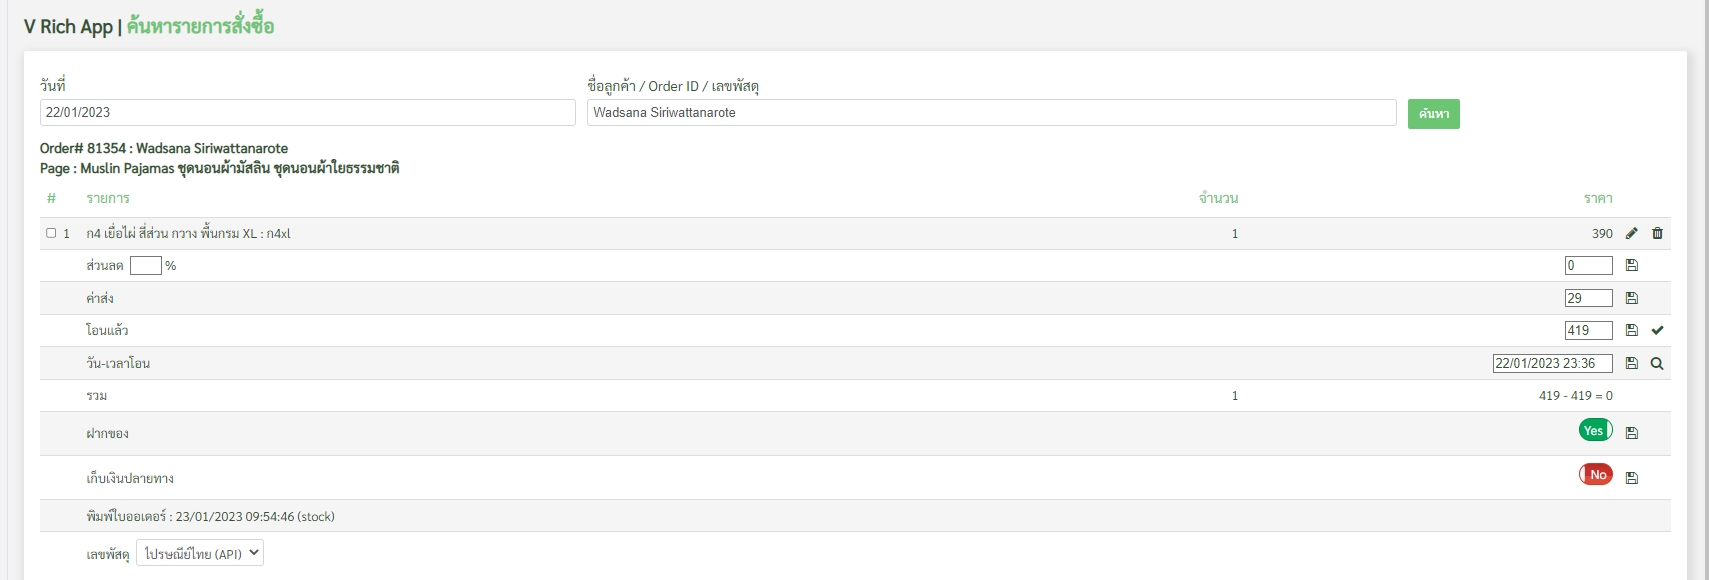 V Rich App | ค้นหารายการสั่งซื้อ
วันที่ ชื่อลูกค้า / Order ID / เลขพัสดุ
22/01/2023 Wadsana Siriwattanarote ค้นหา
Order# 81354 : Wadsana Siriwattanarote
Page : Muslin Pajamas ชุดนอนผ้ามัสลิน ชุดนอนผ้าใยธรรมชาติ
# รายการ จำนวน ราคา
1 ก4 เยื่อไผ่ สี่ส่วน กวาง พื้นกรม XL : ก4xl 1 390
ส่วนลด % 0
ค่าส่ง 29
โอนแล้ว 419
วัน-เวลาโอน 22/01/2023 23:36
รวม 1 419 - 419 = 0
ฝากของ Yes
เก็บเงินปลายทาง No
พิมพ์ใบออเดอร์ : 23/01/2023 09:54:46 (stock)
เลขพัสดุ ไปรษณีย์ไทย (API)